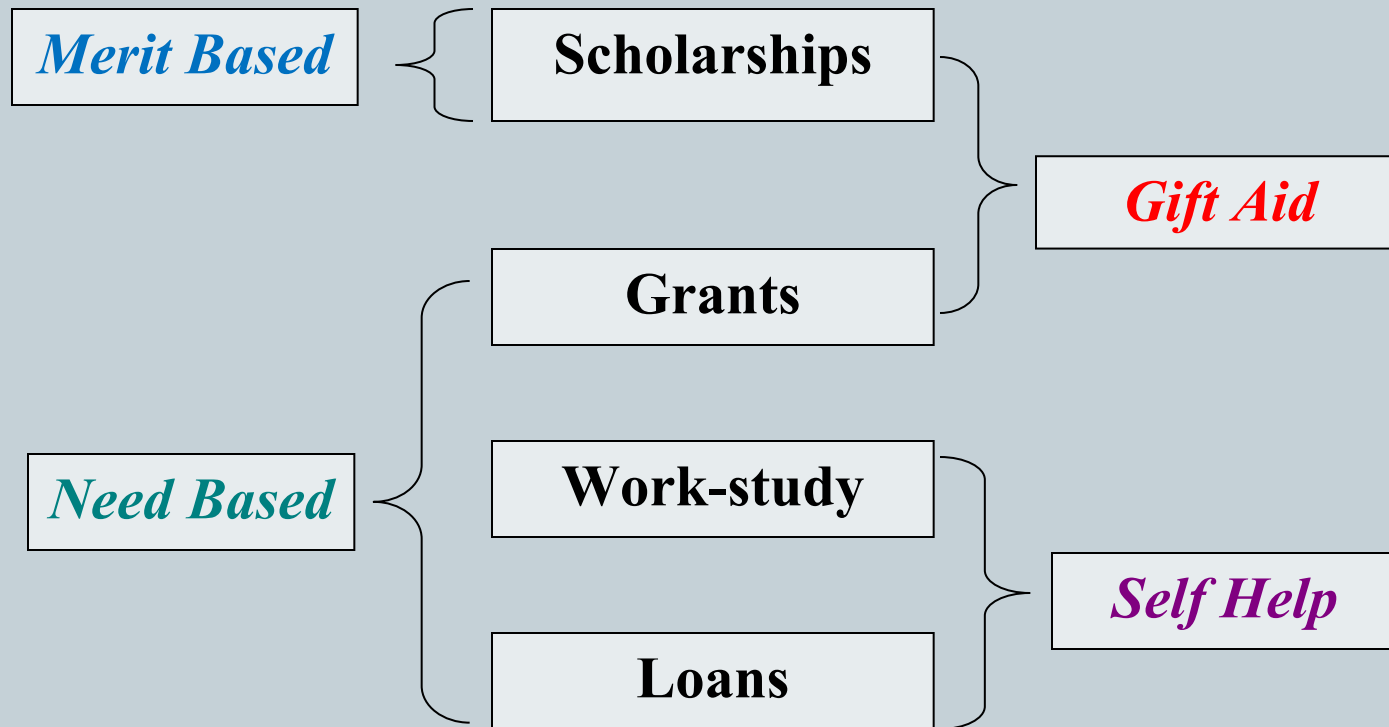 Merit Based
Scholarships
Gift Aid
Grants
Need Based
Work-study
Self Help
Loans